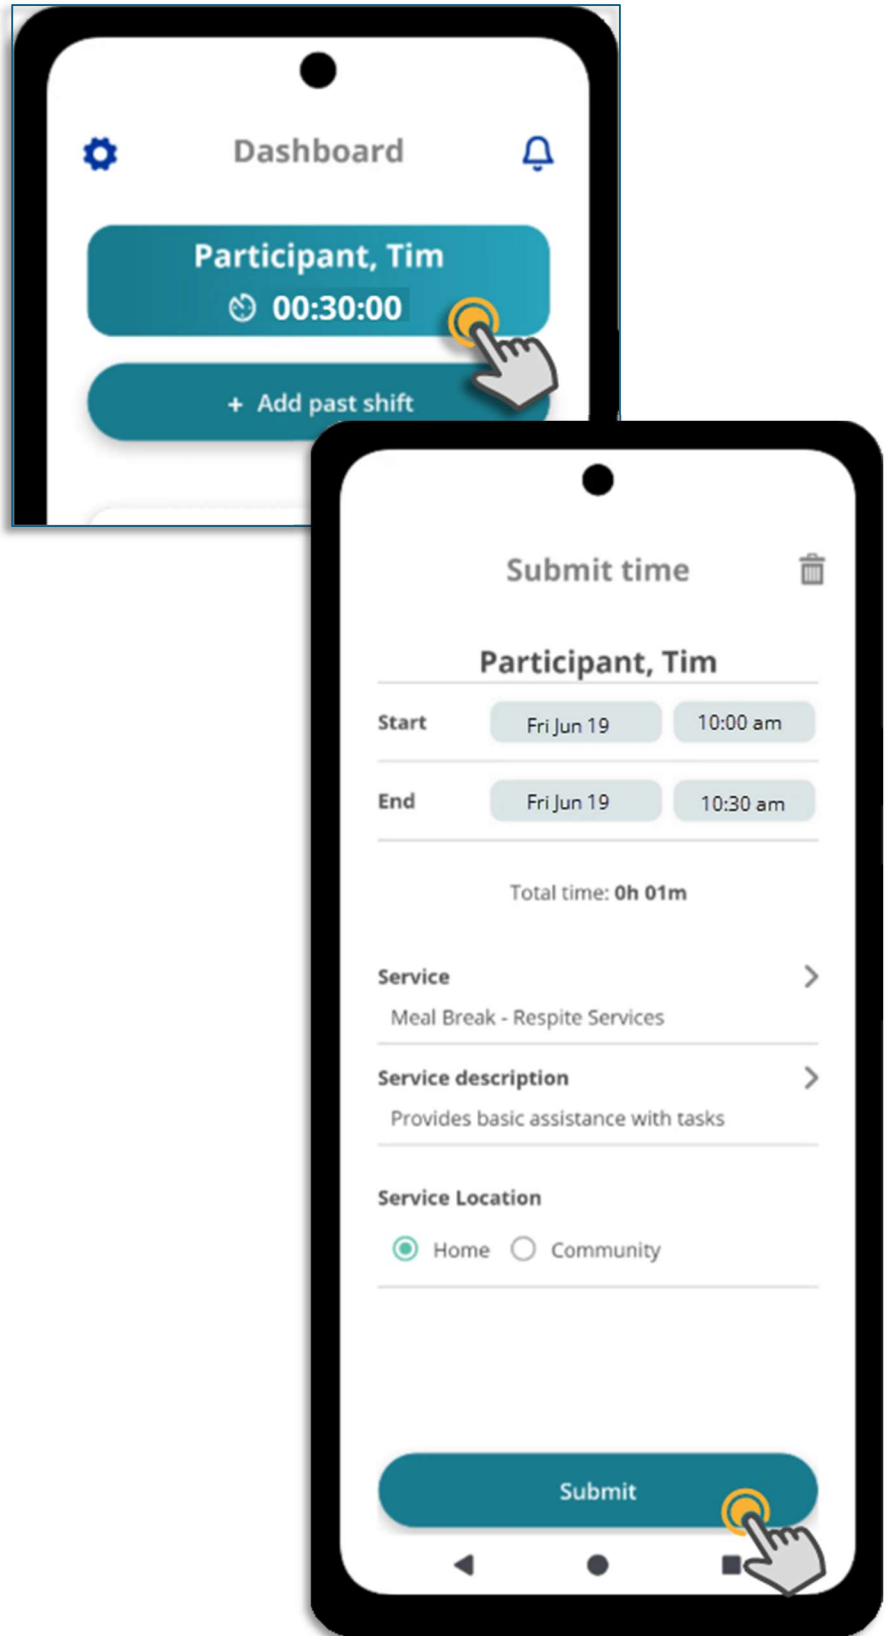 Dashboard
Participant, Tim
00:30:00
+ Add past shift
Submit time
Participant, Tim
Start Fri Jun 19 10:00 am
End Fri Jun 19 10:30 am
Total time: 0h 01m
Service
Meal Break - Respite Services
Service description
Provides basic assistance with tasks
Service Location
Home Community
Submit